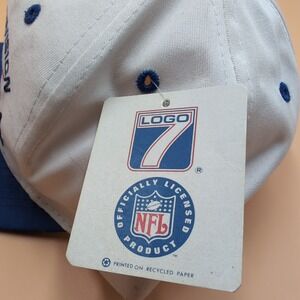 LOGO
7
®
OFFICIALLY LICENSED
NFL
PRODUCT
PRINTED ON RECYCLED PAPER